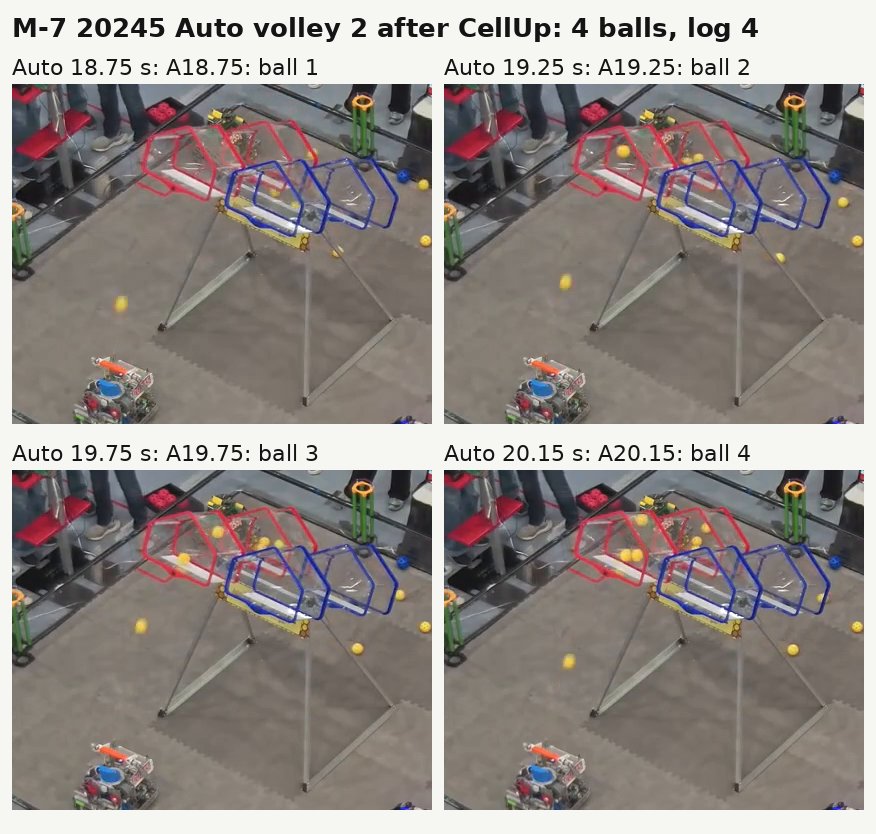 M-7 20245 Auto volley 2 after CellUp: 4 balls, log 4
Auto 18.75 s: A18.75: ball 1
Auto 19.25 s: A19.25: ball 2
Auto 19.75 s: A19.75: ball 3
Auto 20.15 s: A20.15: ball 4